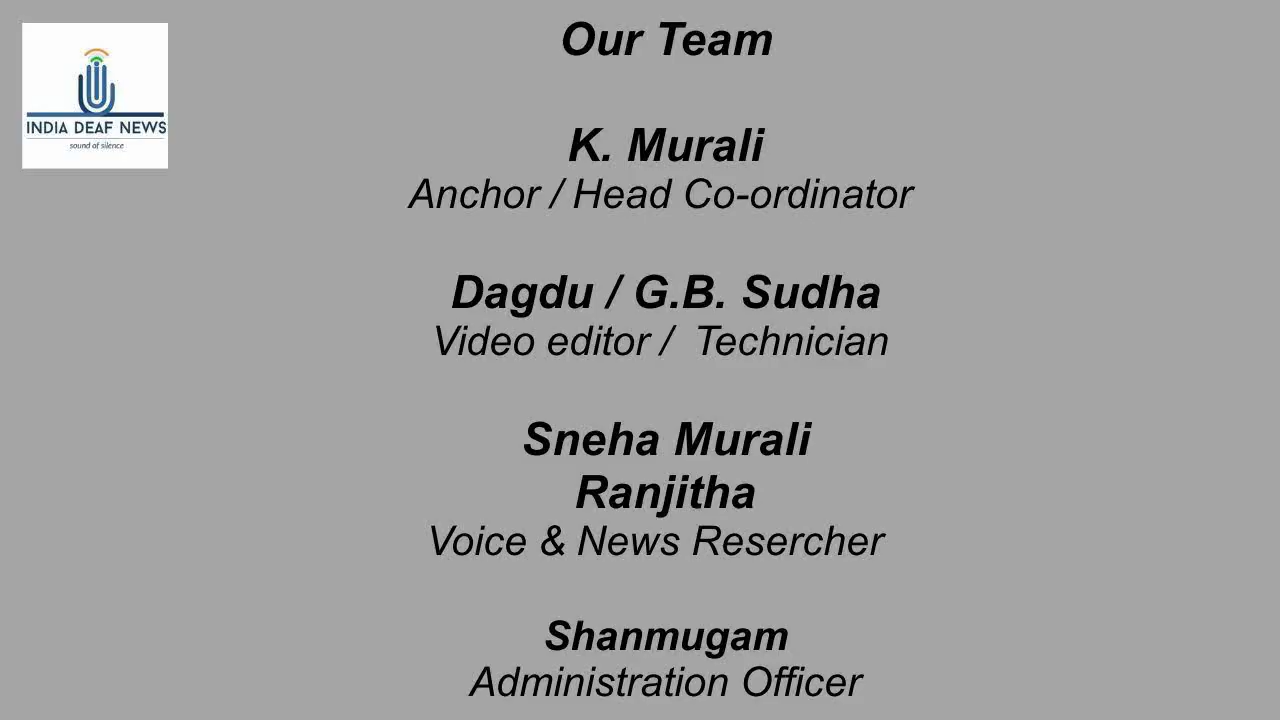 INDIA DEAF NEWS
sound of silence
Our Team
K. Murali
Anchor / Head Co-ordinator
Dagdu / G.B. Sudha
Video editor / Technician
Sneha Murali
Ranjitha
Voice & News Resercher
Shanmugam
Administration Officer